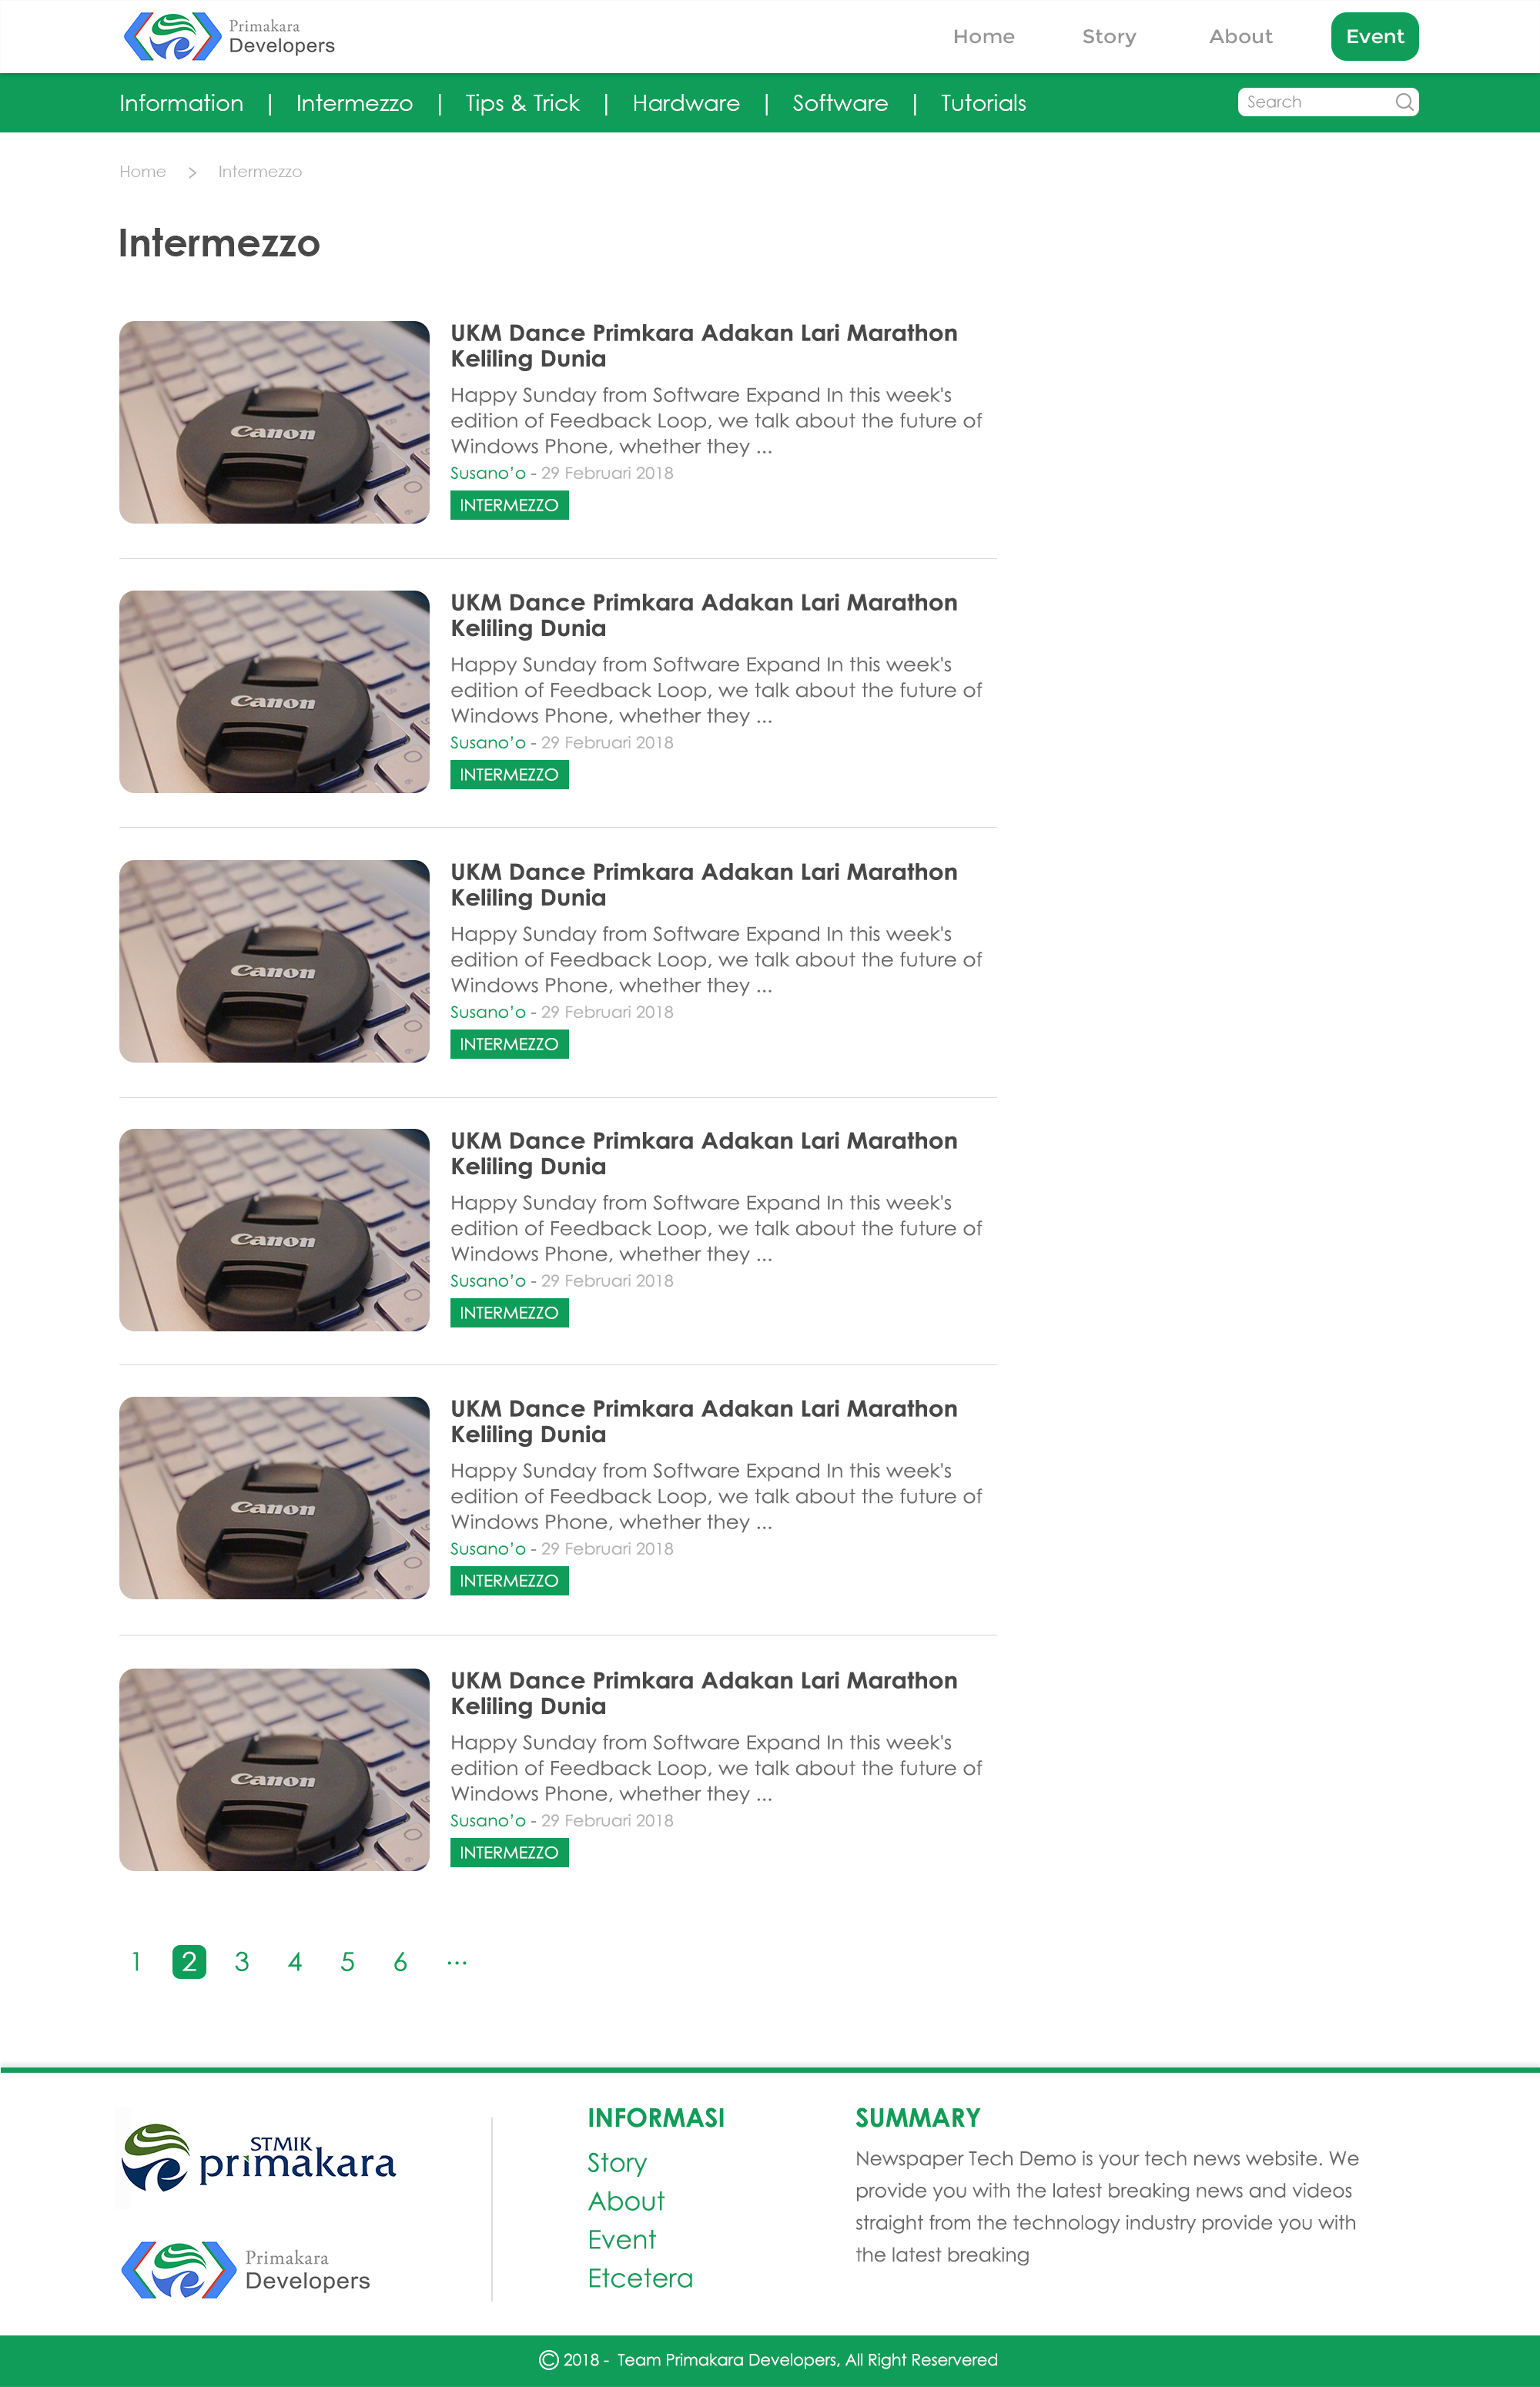 Primakara
Developers
Home
Story
About
Event
Information | Intermezzo | Tips & Trick | Hardware | Software | Tutorials
Search
Home > Intermezzo
Intermezzo
Canon
UKM Dance Primkara Adakan Lari Marathon
Keliling Dunia
Happy Sunday from Software Expand In this week's
edition of Feedback Loop, we talk about the future of
Windows Phone, whether they ...
Susano’o - 29 Februari 2018
INTERMEZZO
Canon
UKM Dance Primkara Adakan Lari Marathon
Keliling Dunia
Happy Sunday from Software Expand In this week's
edition of Feedback Loop, we talk about the future of
Windows Phone, whether they ...
Susano’o - 29 Februari 2018
INTERMEZZO
Canon
UKM Dance Primkara Adakan Lari Marathon
Keliling Dunia
Happy Sunday from Software Expand In this week's
edition of Feedback Loop, we talk about the future of
Windows Phone, whether they ...
Susano’o - 29 Februari 2018
INTERMEZZO
Canon
UKM Dance Primkara Adakan Lari Marathon
Keliling Dunia
Happy Sunday from Software Expand In this week's
edition of Feedback Loop, we talk about the future of
Windows Phone, whether they ...
Susano’o - 29 Februari 2018
INTERMEZZO
Canon
UKM Dance Primkara Adakan Lari Marathon
Keliling Dunia
Happy Sunday from Software Expand In this week's
edition of Feedback Loop, we talk about the future of
Windows Phone, whether they ...
Susano’o - 29 Februari 2018
INTERMEZZO
Canon
UKM Dance Primkara Adakan Lari Marathon
Keliling Dunia
Happy Sunday from Software Expand In this week's
edition of Feedback Loop, we talk about the future of
Windows Phone, whether they ...
Susano’o - 29 Februari 2018
INTERMEZZO
1 2 3 4 5 6 ...
STMIK
primakara
Primakara
Developers
INFORMASI
Story
About
Event
Etcetera
SUMMARY
Newspaper Tech Demo is your tech news website. We
provide you with the latest breaking news and videos
straight from the technology industry provide you with
the latest breaking
© 2018 - Team Primakara Developers, All Right Reservered